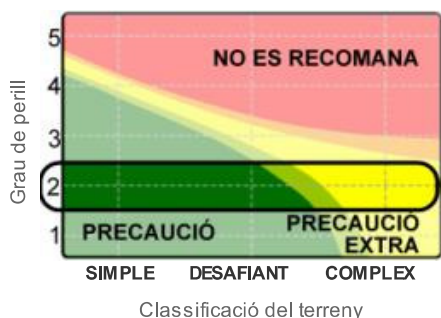 5
NO ES RECOMANA
4
Grau de perill
3
2
1
PRECAUCIÓ
PRECAUCIÓ
EXTRA
SIMPLE DESAFIANT COMPLEX
Classificació del terreny